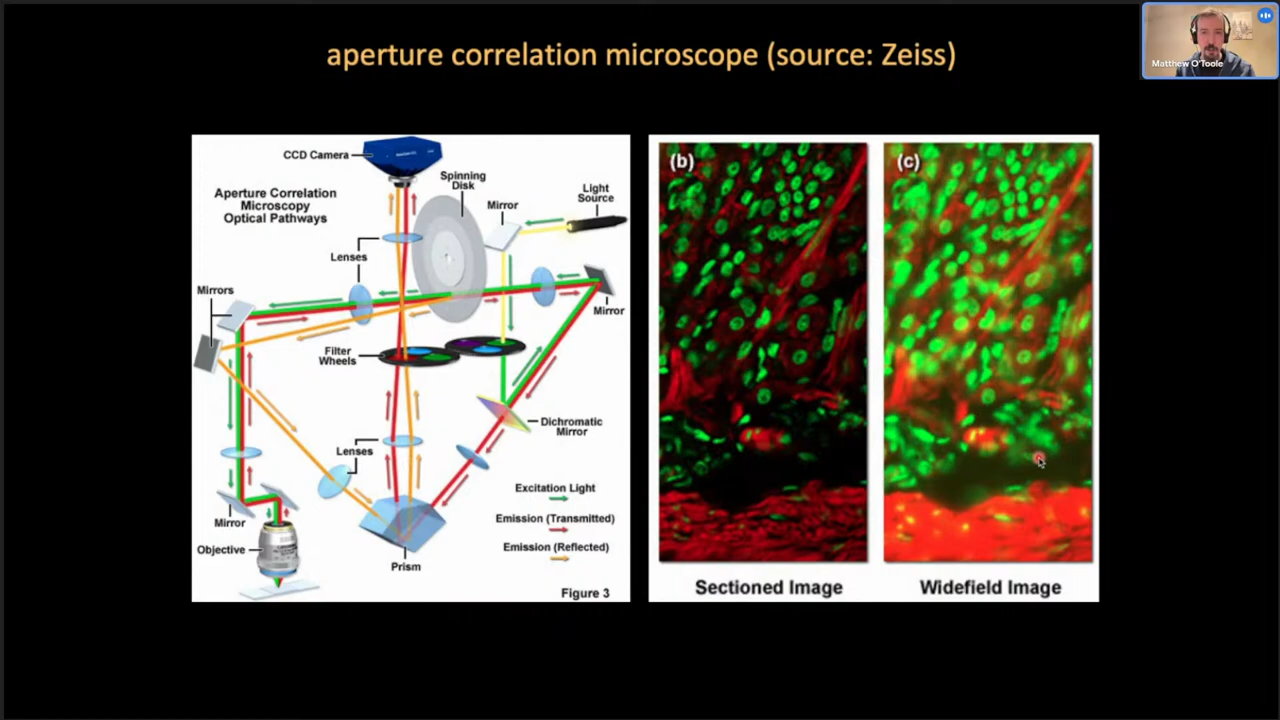 aperture correlation microscope (source: Zeiss)
Matthew O'Toole
CCD Camera
Aperture Correlation
Microscopy
Optical Pathways
Spinning
Disk
Mirror
Light
Source
Lenses
Mirrors
Mirror
Filter
Wheels
Dichromatic
Mirror
Lenses
Excitation Light
Mirror
Emission (Transmitted)
Objective
Emission (Reflected)
Prism
Figure 3
(b)
(c)
Sectioned Image
Widefield Image